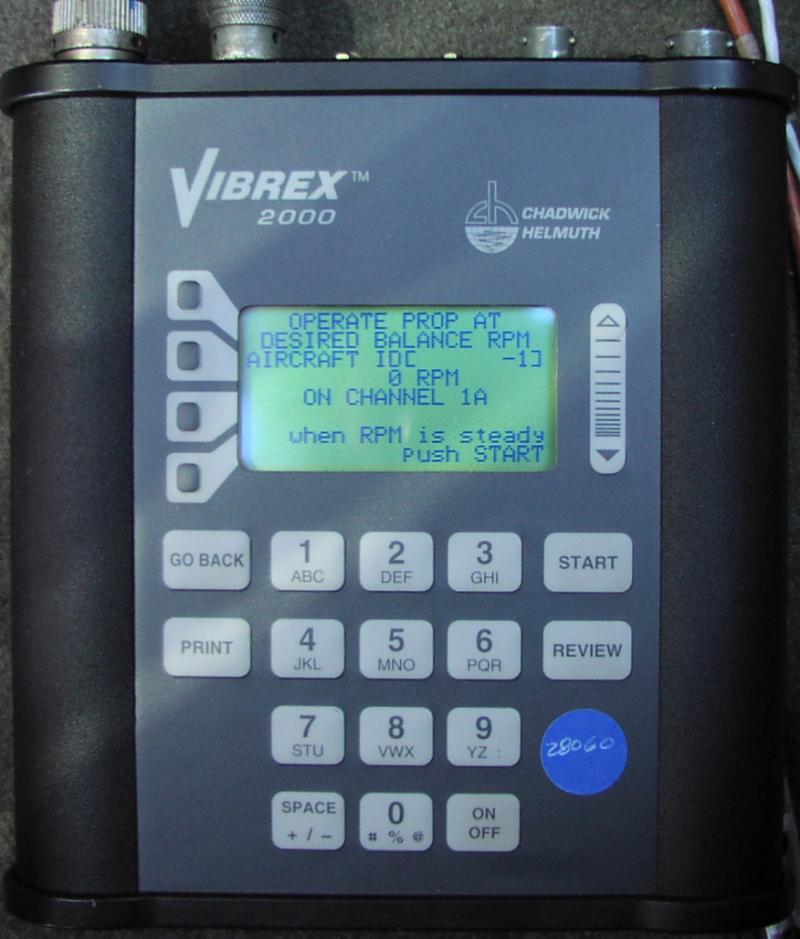 VIBREX™
2000
CHADWICK
HELMUTH
OPERATE PROP AT
DESIRED BALANCE RPM
AIRCRAFT ID[ -1]
0 RPM
ON CHANNEL 1A
when RPM is steady
push START
GO BACK
1
ABC
2
DEF
3
GHI
START
PRINT
4
JKL
5
MNO
6
PQR
REVIEW
7
STU
8
VWX
9
YZ :
28060
SPACE
+ / –
0
# % @
ON
OFF